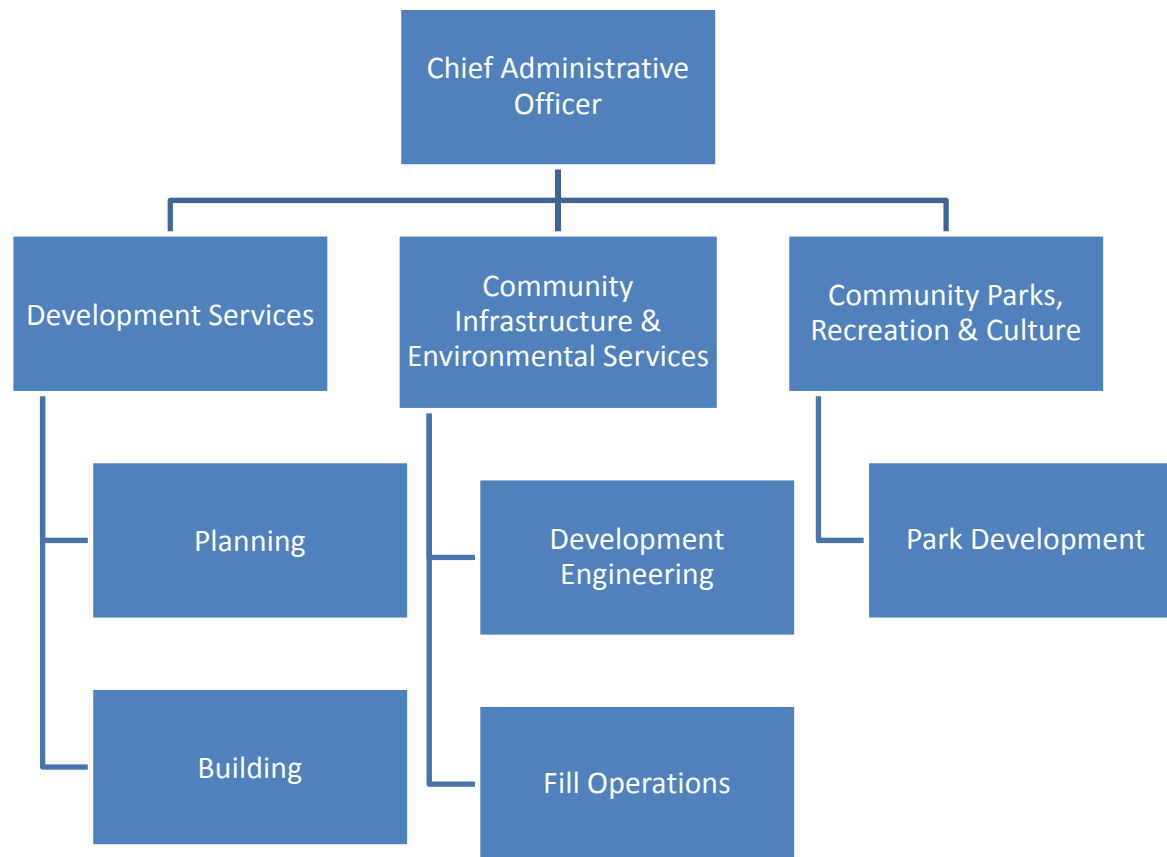 Chief Administrative
Officer
Development Services
Community
Infrastructure &
Environmental Services
Community Parks,
Recreation & Culture
Planning
Development
Engineering
Park Development
Building
Fill Operations